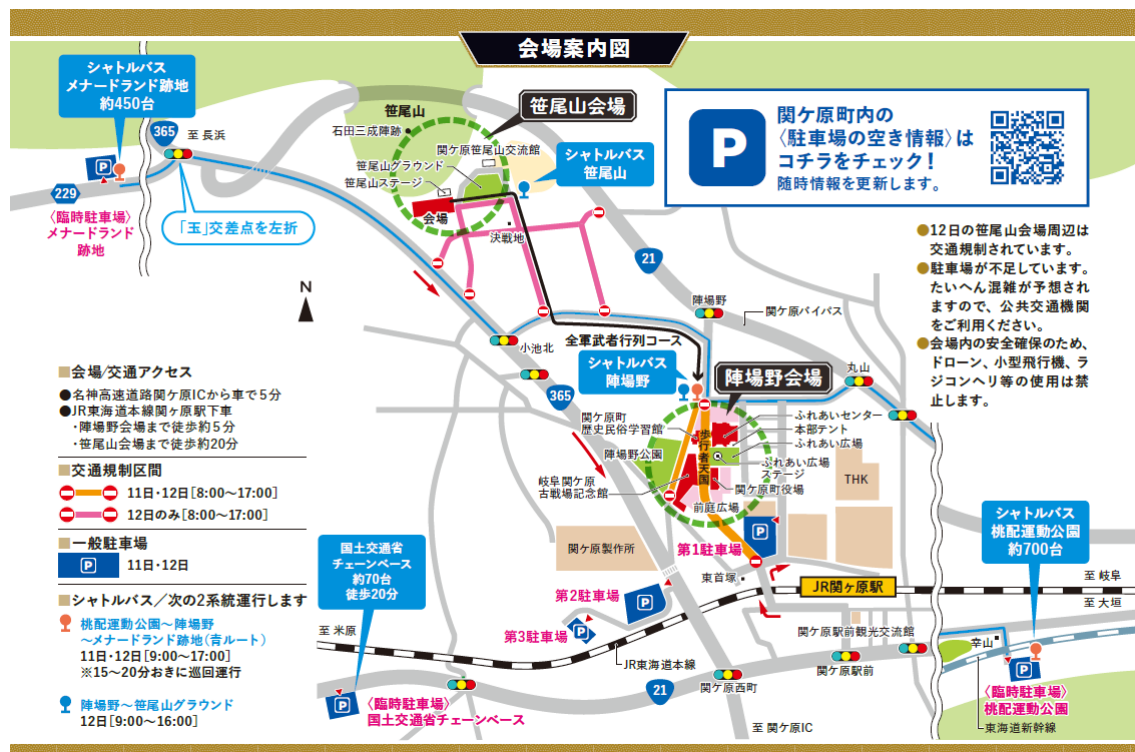 会場案内図
シャトルバス
メナードランド跡地
約450台
365
至 長浜
P
229
〈臨時駐車場〉
メナードランド
跡地
「玉」交差点を左折
笹尾山
石田三成陣跡
笹尾山会場
関ケ原笹尾山交流館
笹尾山グラウンド
笹尾山ステージ
会場
シャトルバス
笹尾山
決戦地
P
関ケ原町内の
〈駐車場の空き情報〉は
コチラをチェック！
随時情報を更新します。
●12日の笹尾山会場周辺は
交通規制されています。
●駐車場が不足しています。
たいへん混雑が予想され
ますので、公共交通機関
をご利用ください。
●会場内の安全確保のため、
ドローン、小型飛行機、ラ
ジコンヘリ等の使用は禁
止します。
N
21
陣場野
関ケ原バイパス
小池北
全軍武者行列コース
シャトルバス
陣場野
陣場野会場
丸山
365
関ケ原町
歴史民俗学習館
陣場野公園
岐阜関ケ原
古戦場記念館
歩行者天国
ふれあいセンター
本部テント
ふれあい広場
ふれあい広場
ステージ
関ケ原町役場
前庭広場
THK
■会場/交通アクセス
●名神高速道路関ケ原ICから車で5分
●JR東海道本線関ヶ原駅下車
・陣場野会場まで徒歩約5分
・笹尾山会場まで徒歩約20分
■交通規制区間
11日・12日[8:00〜17:00]
12日のみ[8:00〜17:00]
■一般駐車場
P
11日・12日
■シャトルバス／次の2系統運行します
桃配運動公園〜陣場野
〜メナードランド跡地(青ルート)
11日・12日[9:00〜17:00]
※15〜20分おきに巡回運行
陣場野〜笹尾山グラウンド
12日[9:00〜16:00]
国土交通省
チェーンベース
約70台
徒歩20分
関ケ原製作所
第1駐車場
P
東首塚
JR関ヶ原駅
第2駐車場
P
第3駐車場
P
至 米原
JR東海道本線
P
〈臨時駐車場〉
国土交通省チェーンベース
21
関ケ原西町
関ケ原駅前観光交流館
関ケ原駅前
至 関ケ原IC
シャトルバス
桃配運動公園
約700台
至 岐阜
至 大垣
幸山
P
〈臨時駐車場〉
桃配運動公園
東海道新幹線